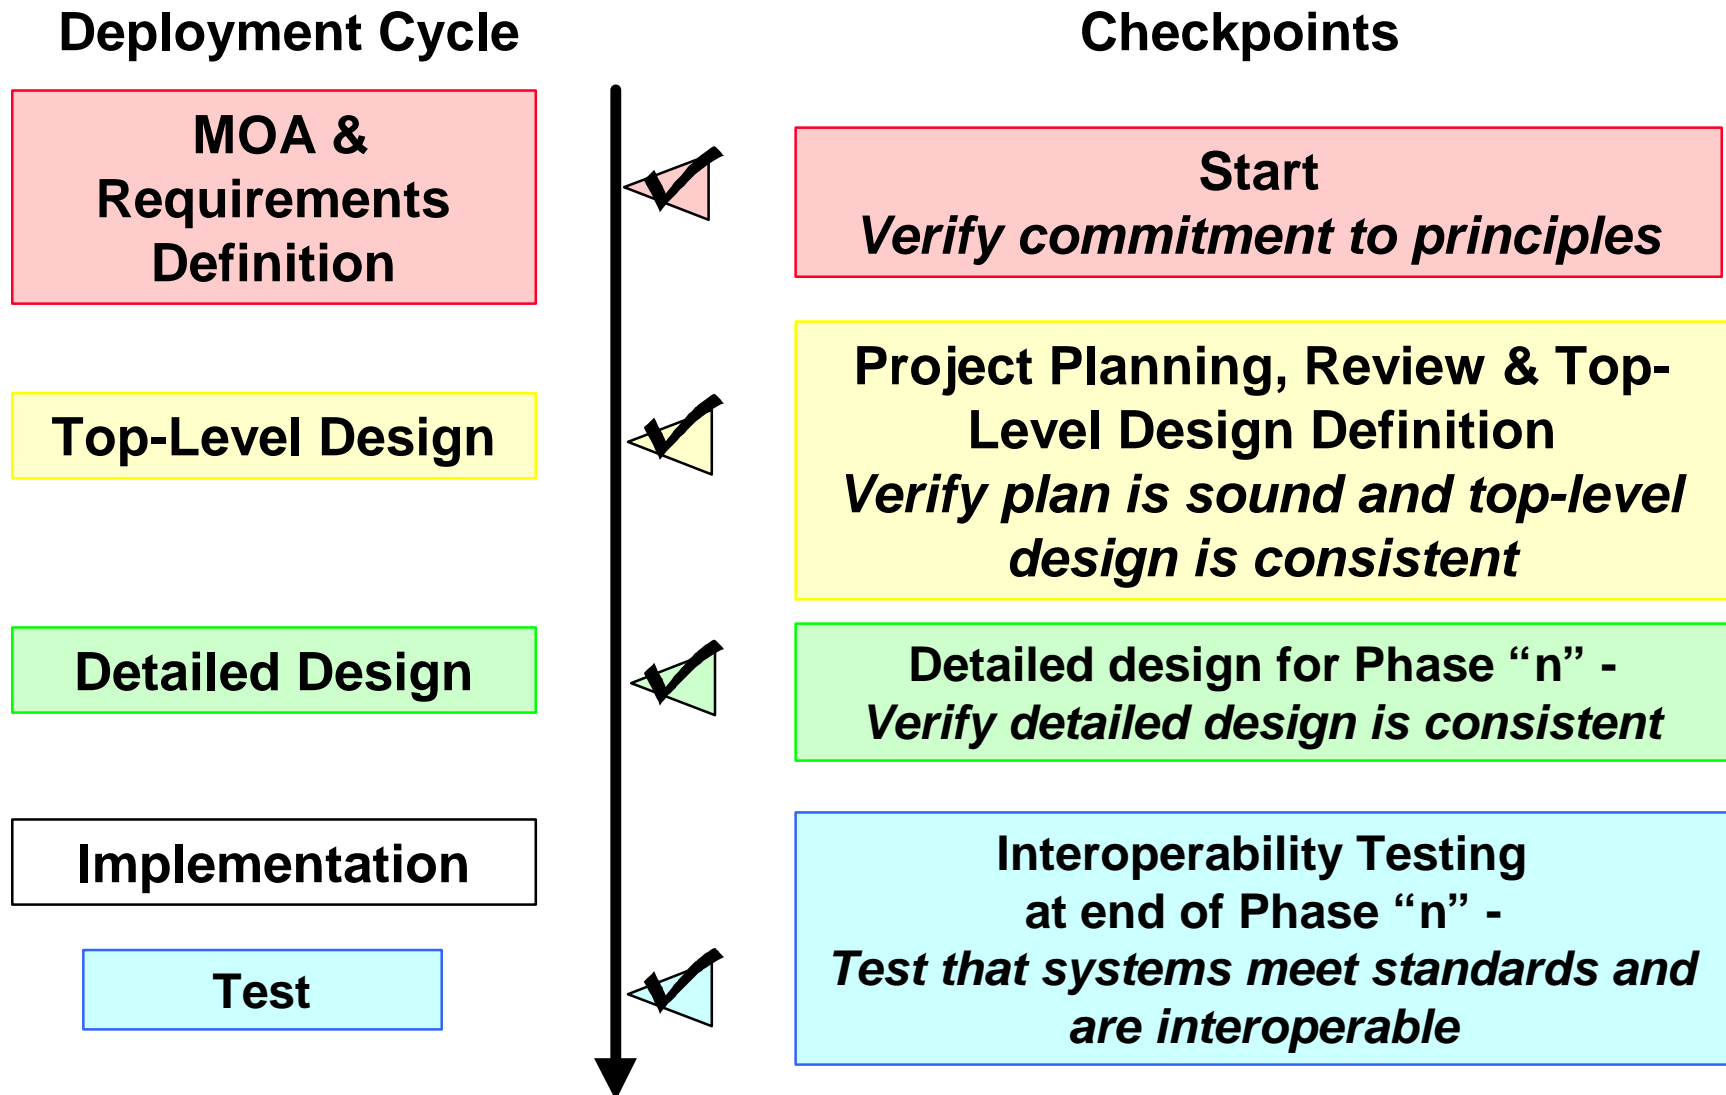 Deployment Cycle
Checkpoints
MOA &
Requirements
Definition
Start
Verify commitment to principles
Top-Level Design
Project Planning, Review & Top-
Level Design Definition
Verify plan is sound and top-level
design is consistent
Detailed Design
Detailed design for Phase “n” -
Verify detailed design is consistent
Implementation
Test
Interoperability Testing
at end of Phase “n” -
Test that systems meet standards and
are interoperable